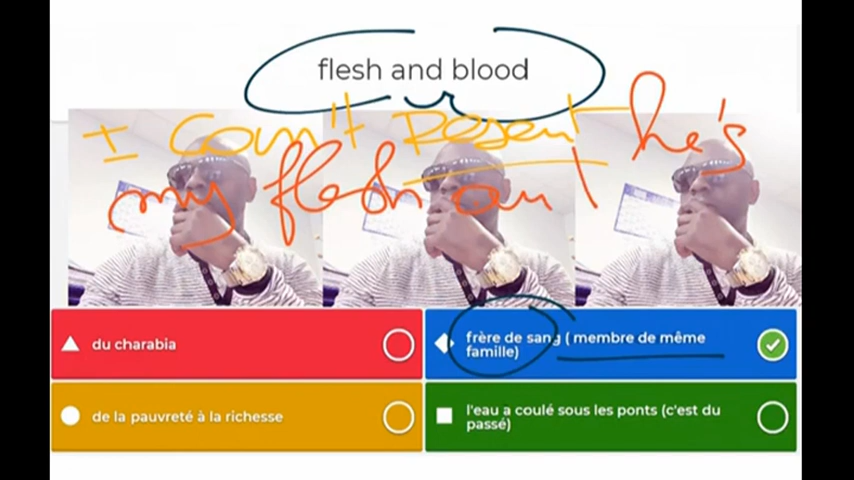 flesh and blood
I can't resent he's
my flesh an
du charabia
frère de sang ( membre de même
famille)
de la pauvreté à la richesse
l'eau a coulé sous les ponts (c'est du
passé)